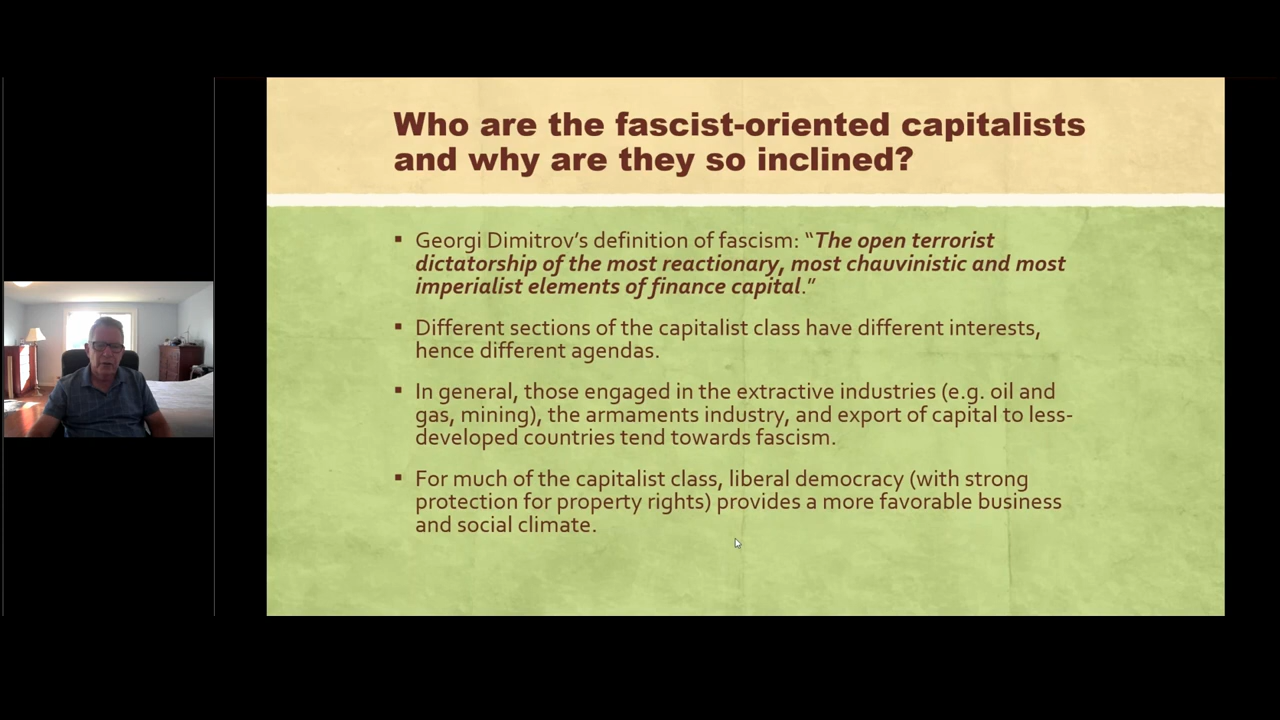 Who are the fascist-oriented capitalists
and why are they so inclined?
▪ Georgi Dimitrov’s definition of fascism: “The open terrorist
dictatorship of the most reactionary, most chauvinistic and most
imperialist elements of finance capital.”
▪ Different sections of the capitalist class have different interests,
hence different agendas.
▪ In general, those engaged in the extractive industries (e.g. oil and
gas, mining), the armaments industry, and export of capital to less-
developed countries tend towards fascism.
▪ For much of the capitalist class, liberal democracy (with strong
protection for property rights) provides a more favorable business
and social climate.